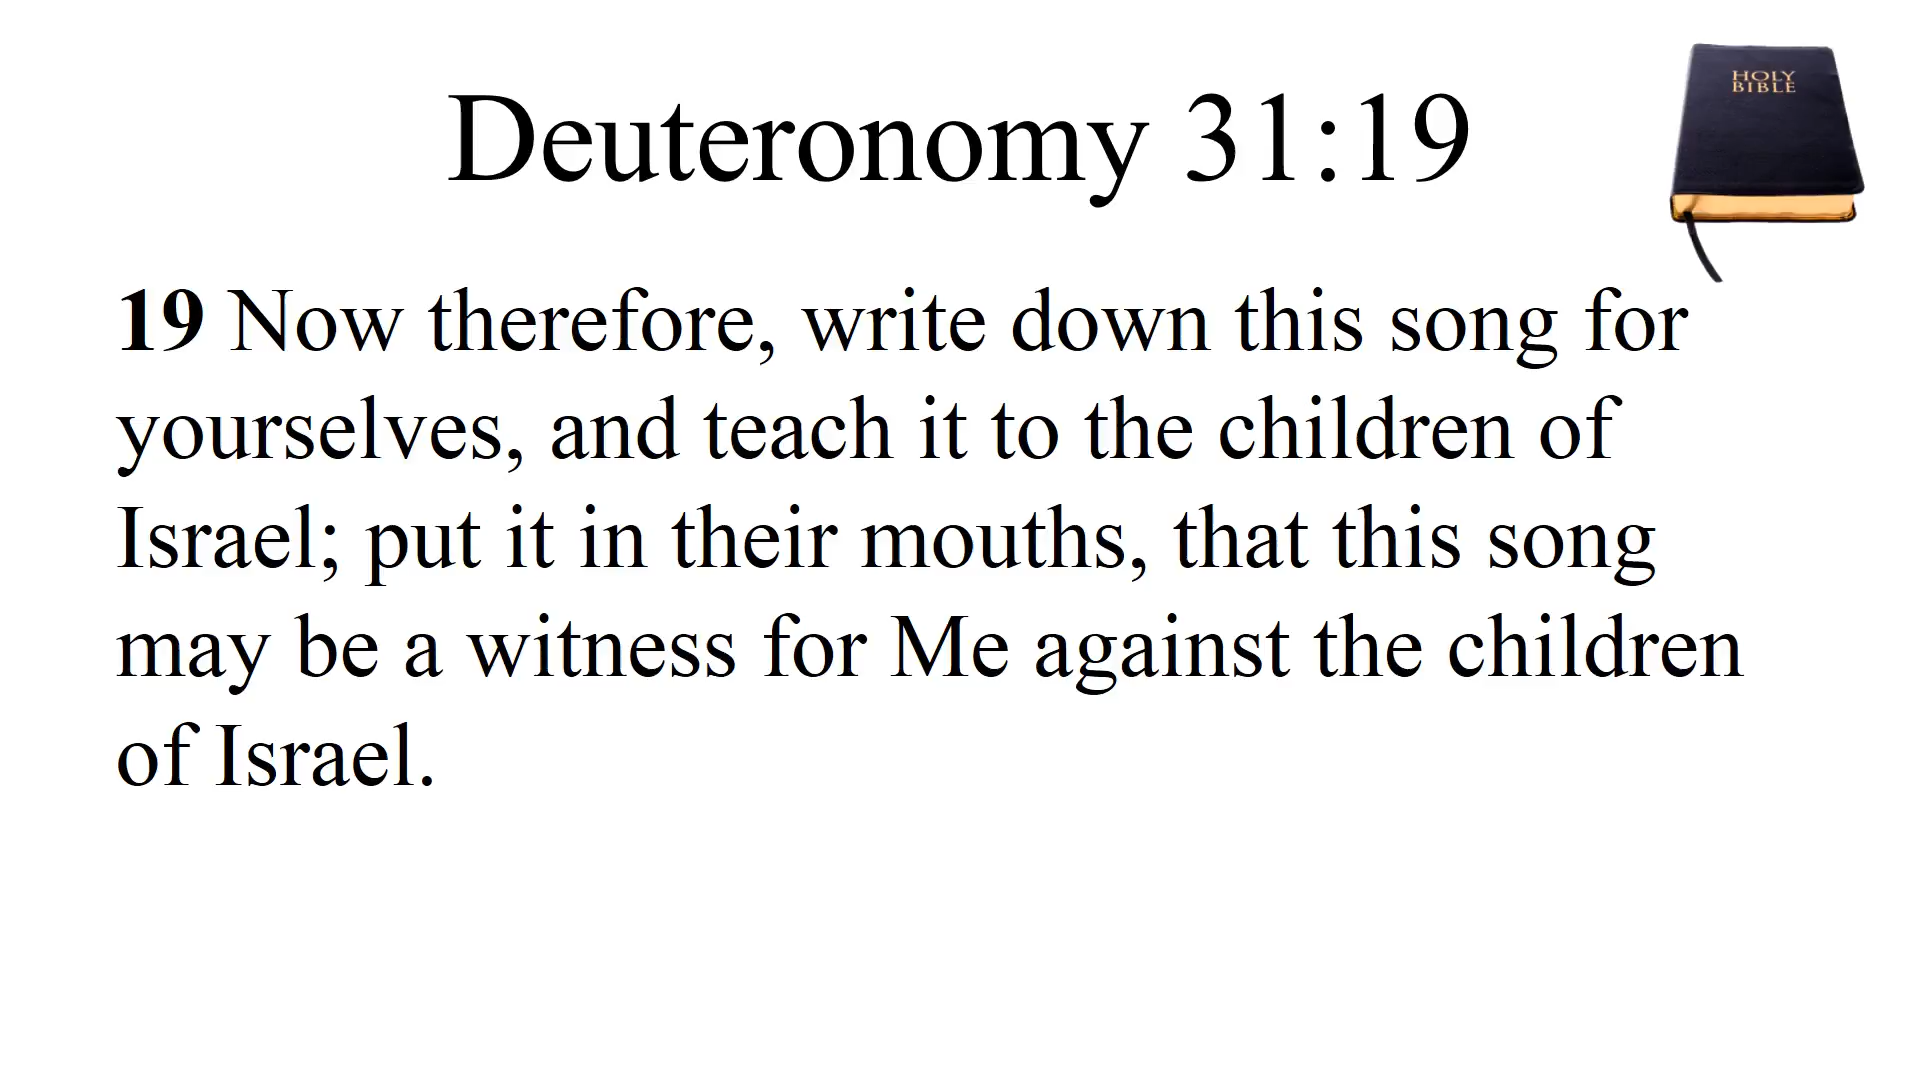 Deuteronomy 31:19
HOLY
BIBLE
19 Now therefore, write down this song for
yourselves, and teach it to the children of
Israel; put it in their mouths, that this song
may be a witness for Me against the children
of Israel.